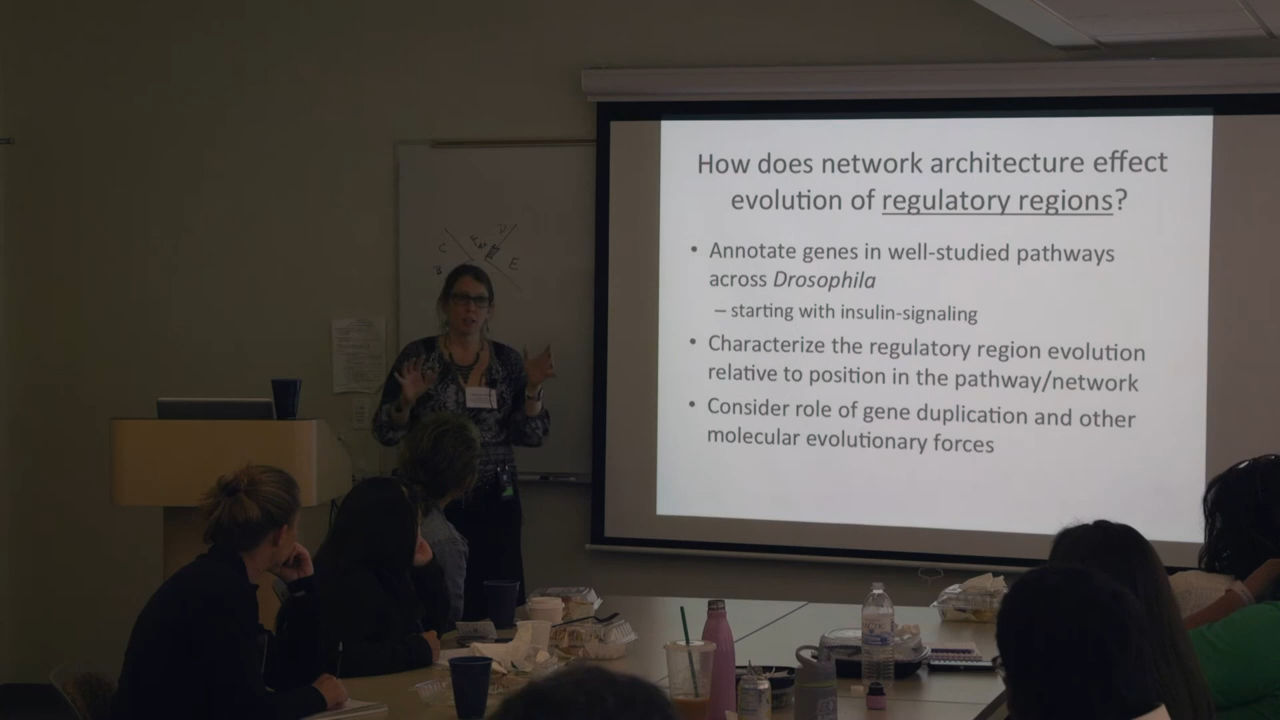 How does network architecture effect
evolution of regulatory regions?
• Annotate genes in well-studied pathways
across Drosophila
– starting with insulin-signaling
• Characterize the regulatory region evolution
relative to position in the pathway/network
• Consider role of gene duplication and other
molecular evolutionary forces
C
B
D
E